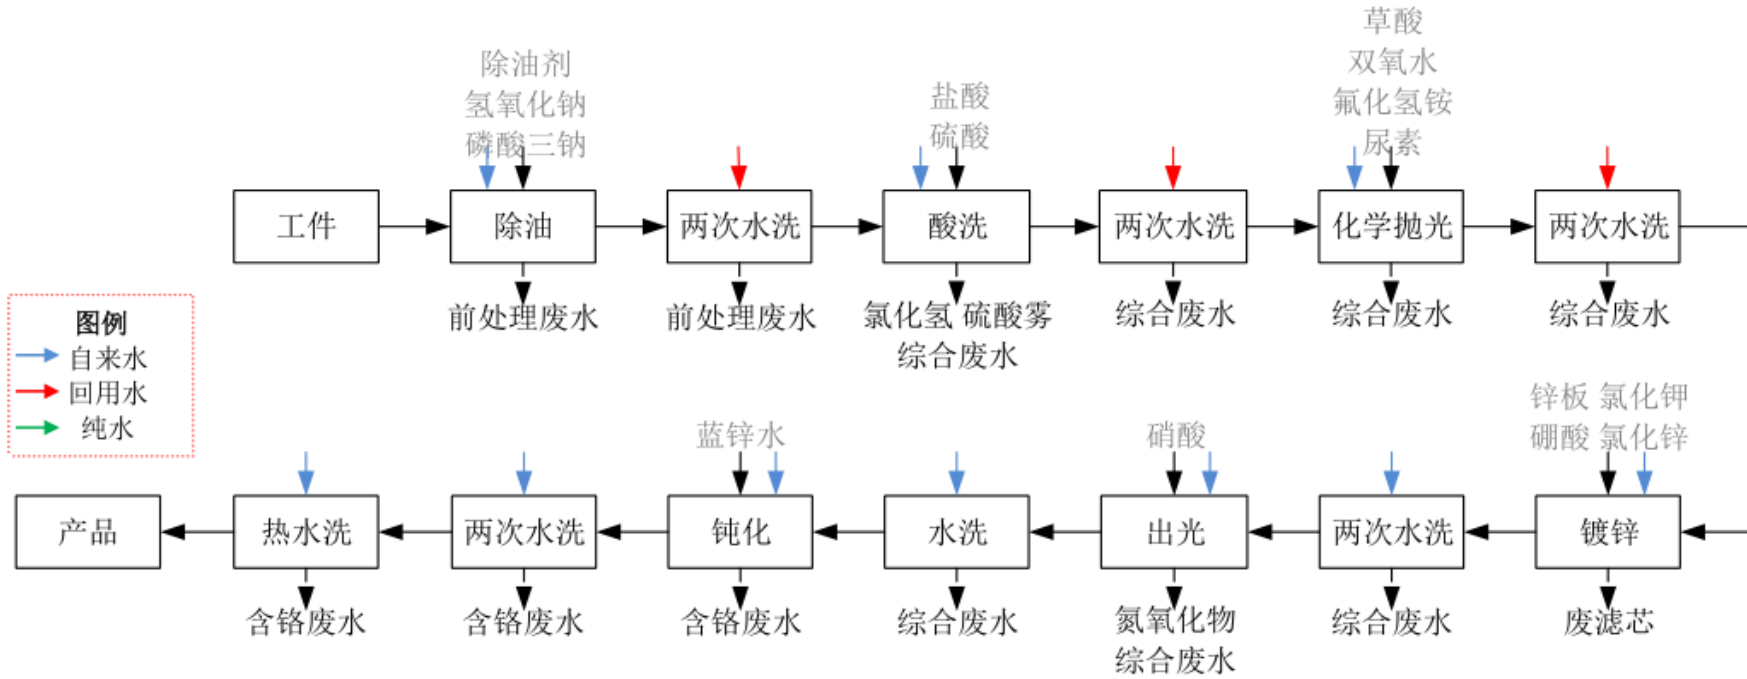 除油剂
氢氧化钠
磷酸三钠
盐酸
硫酸
草酸
双氧水
氟化氢铵
尿素
工件
除油
两次水洗
酸洗
两次水洗
化学抛光
两次水洗
前处理废水
前处理废水
氯化氢 硫酸雾
综合废水
综合废水
综合废水
综合废水
图例
自来水
回用水
纯水
蓝锌水
硝酸
锌板 氯化钾
硼酸 氯化锌
产品
热水洗
两次水洗
钝化
水洗
出光
两次水洗
镀锌
含铬废水
含铬废水
含铬废水
综合废水
氮氧化物
综合废水
综合废水
废滤芯